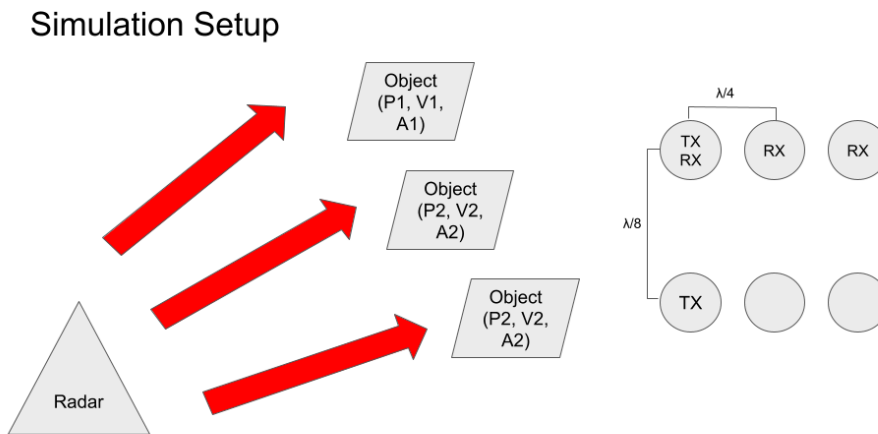 Simulation Setup
Object
(P1, V1,
A1)
Object
(P2, V2,
A2)
Object
(P2, V2,
A2)
Radar
λ/4
TX
RX
RX
RX
λ/8
TX